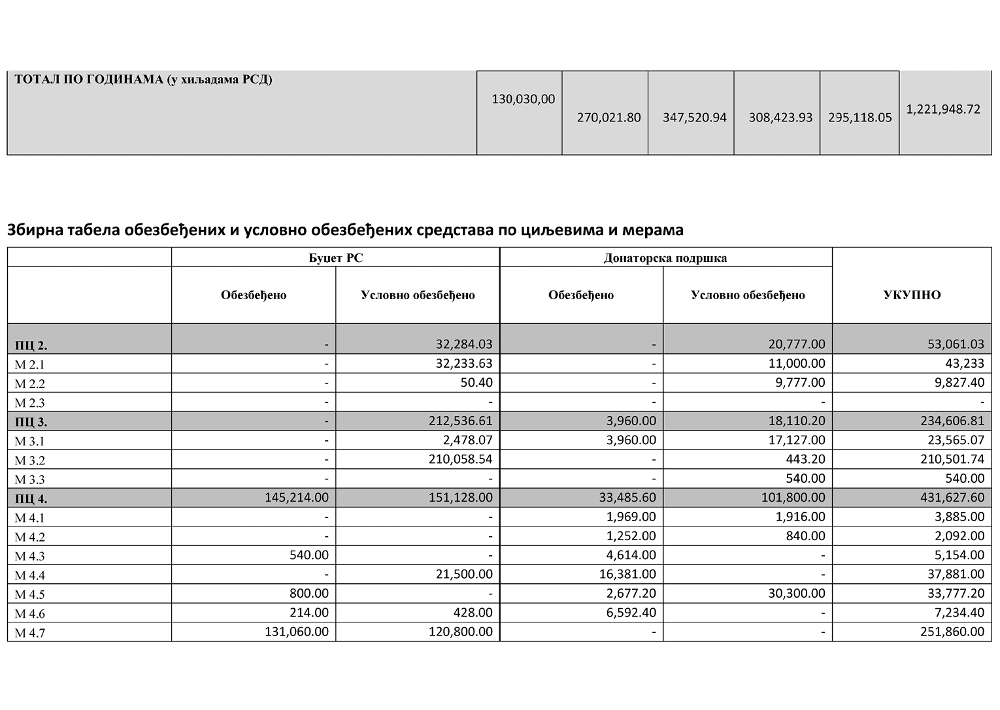 ТОТАЛ ПО ГОДИНАМА (у хиљадама РСД) 130,030,00 270,021.80 347,520.94 308,423.93 295,118.05 1,221,948.72
Збирна табела обезбеђених и условно обезбеђених средстава по циљевима и мерама
Буџет РС Донаторска подршка
Обезбеђено Условно обезбеђено Обезбеђено Условно обезбеђено УКУПНО
ПЦ 2. - 32,284.03 - 20,777.00 53,061.03
М 2.1 - 32,233.63 - 11,000.00 43,233
М 2.2 - 50.40 - 9,777.00 9,827.40
М 2.3 - - - - -
ПЦ 3. - 212,536.61 3,960.00 18,110.20 234,606.81
М 3.1 - 2,478.07 3,960.00 17,127.00 23,565.07
М 3.2 - 210,058.54 - 443.20 210,501.74
М 3.3 - - - 540.00 540.00
ПЦ 4. 145,214.00 151,128.00 33,485.60 101,800.00 431,627.60
М 4.1 - - 1,969.00 1,916.00 3,885.00
М 4.2 - - 1,252.00 840.00 2,092.00
М 4.3 540.00 - 4,614.00 - 5,154.00
М 4.4 - 21,500.00 16,381.00 - 37,881.00
М 4.5 800.00 - 2,677.20 30,300.00 33,777.20
М 4.6 214.00 428.00 6,592.40 - 7,234.40
М 4.7 131,060.00 120,800.00 - - 251,860.00